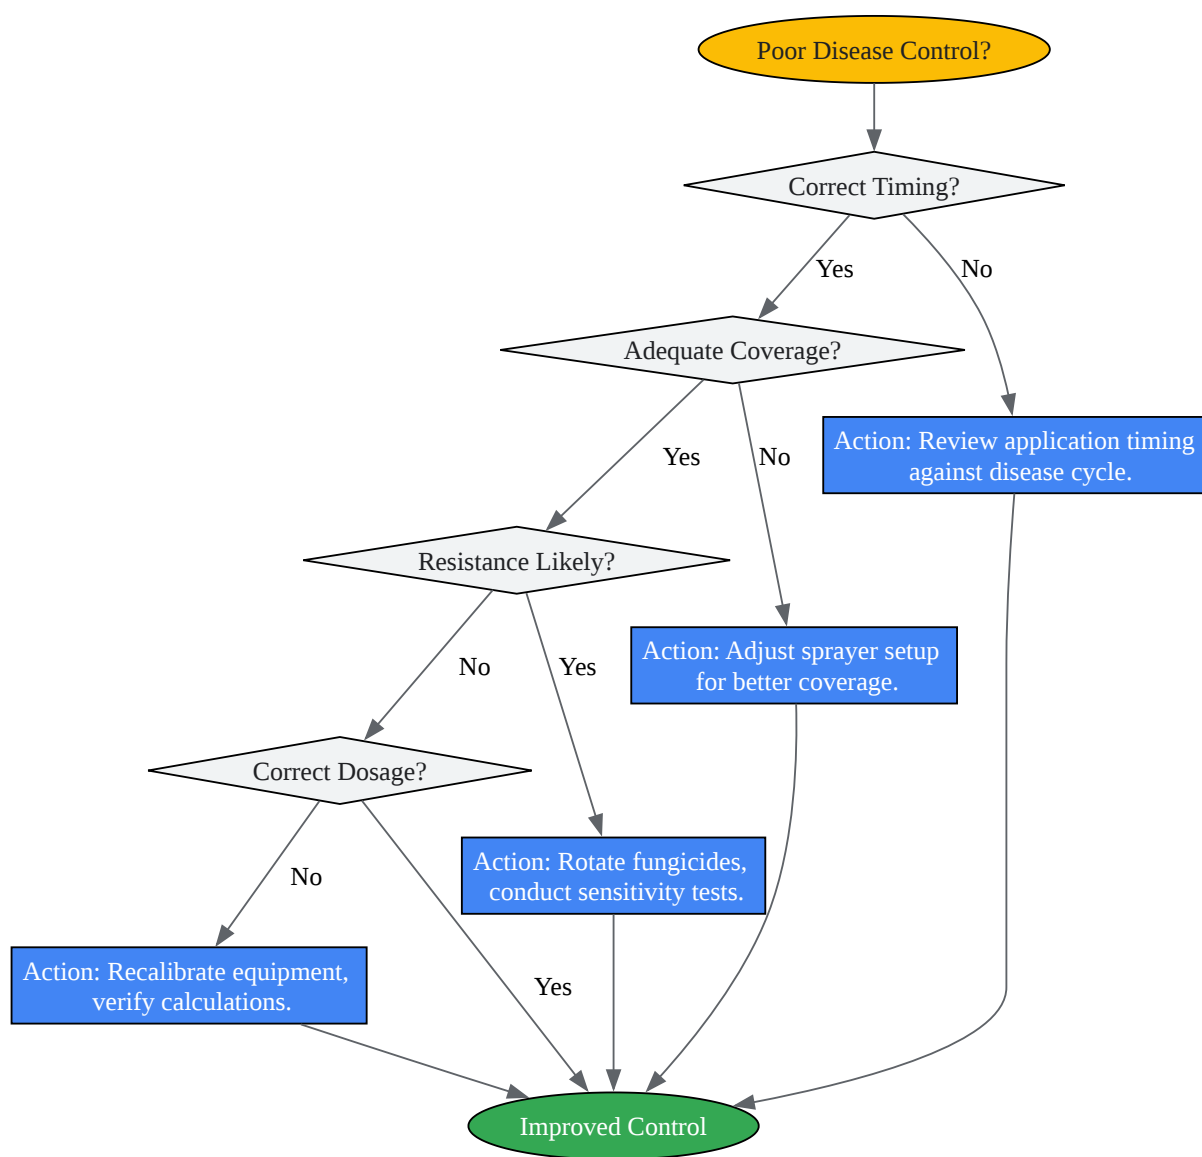 Poor Disease Control?
Correct Timing?
Yes
No
Adequate Coverage?
Action: Review application timing
against disease cycle.
Yes
No
Resistance Likely?
Action: Adjust sprayer setup
for better coverage.
No
Yes
Correct Dosage?
Action: Rotate fungicides,
conduct sensitivity tests.
No
Action: Recalibrate equipment,
verify calculations.
Yes
Improved Control